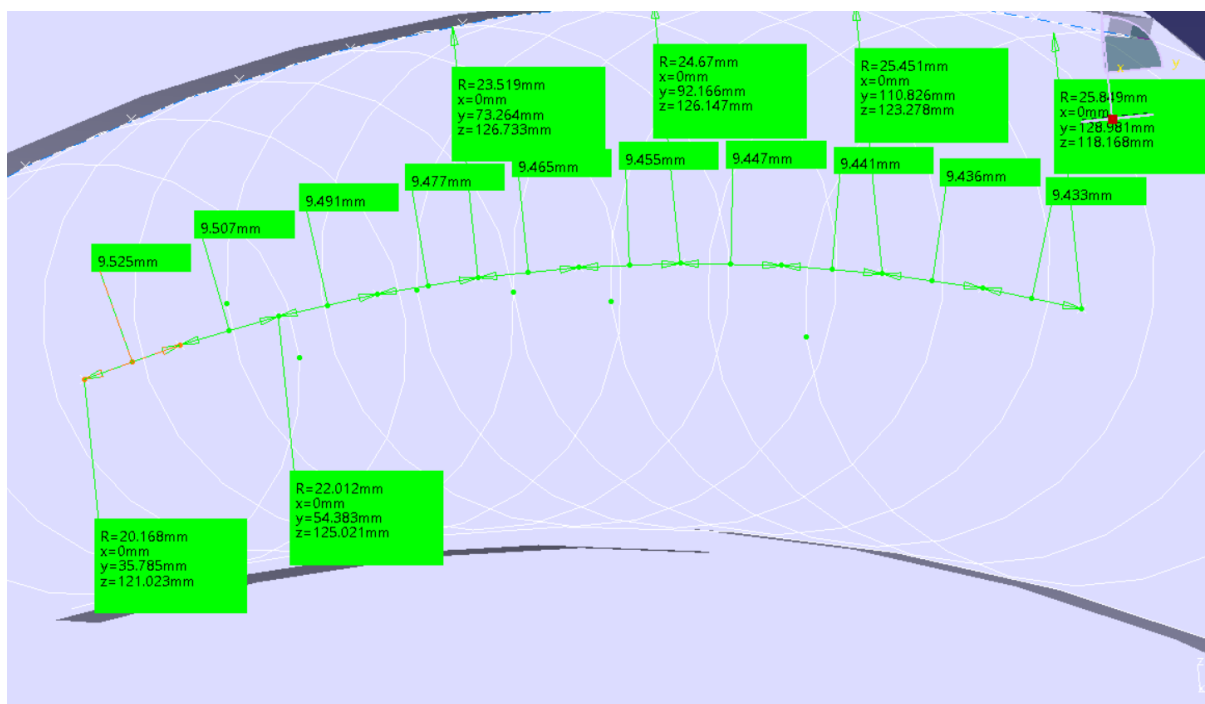 R=24.67mm
x=0mm
y=92.166mm
z=126.147mm
R=25.451mm
x=0mm
y=110.826mm
z=123.278mm
R=23.519mm
x=0mm
y=73.264mm
z=126.733mm
R=25.849mm
x=0mm
y=128.981mm
z=118.168mm
x
y
9.525mm
9.507mm
9.491mm
9.477mm
9.465mm
9.455mm
9.447mm
9.441mm
9.436mm
9.433mm
R=22.012mm
x=0mm
y=54.383mm
z=125.021mm
R=20.168mm
x=0mm
y=35.785mm
z=121.023mm
z